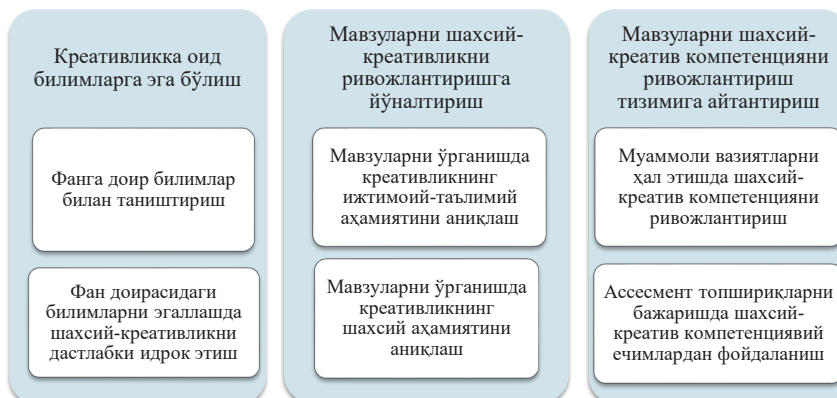 Креативликка оид
билимларга эга бўлиш
Фанга доир билимлар
билан таништириш
Фан доирасидаги
билимларни эгаллашда
шахсий-креативликни
дастлабки идрок этиш
Мавзуларни шахсий-
креативликни
ривожлантиришга
йўналтириш
Мавзуларни ўрганишда
креативликнинг
ижтимоий-таълимий
аҳамиятини аниқлаш
Мавзуларни ўрганишда
креативликнинг
шахсий аҳамиятини
аниқлаш
Мавзуларни шахсий-
креатив компетенцияни
ривожлантириш
тизимига айтантириш
Муаммоли вазиятларни
ҳал этишда шахсий-
креатив компетенцияни
ривожлантириш
Ассесмент топшириқларни
бажаришда шахсий-
креатив компетенциявий
ечимлардан фойдаланиш